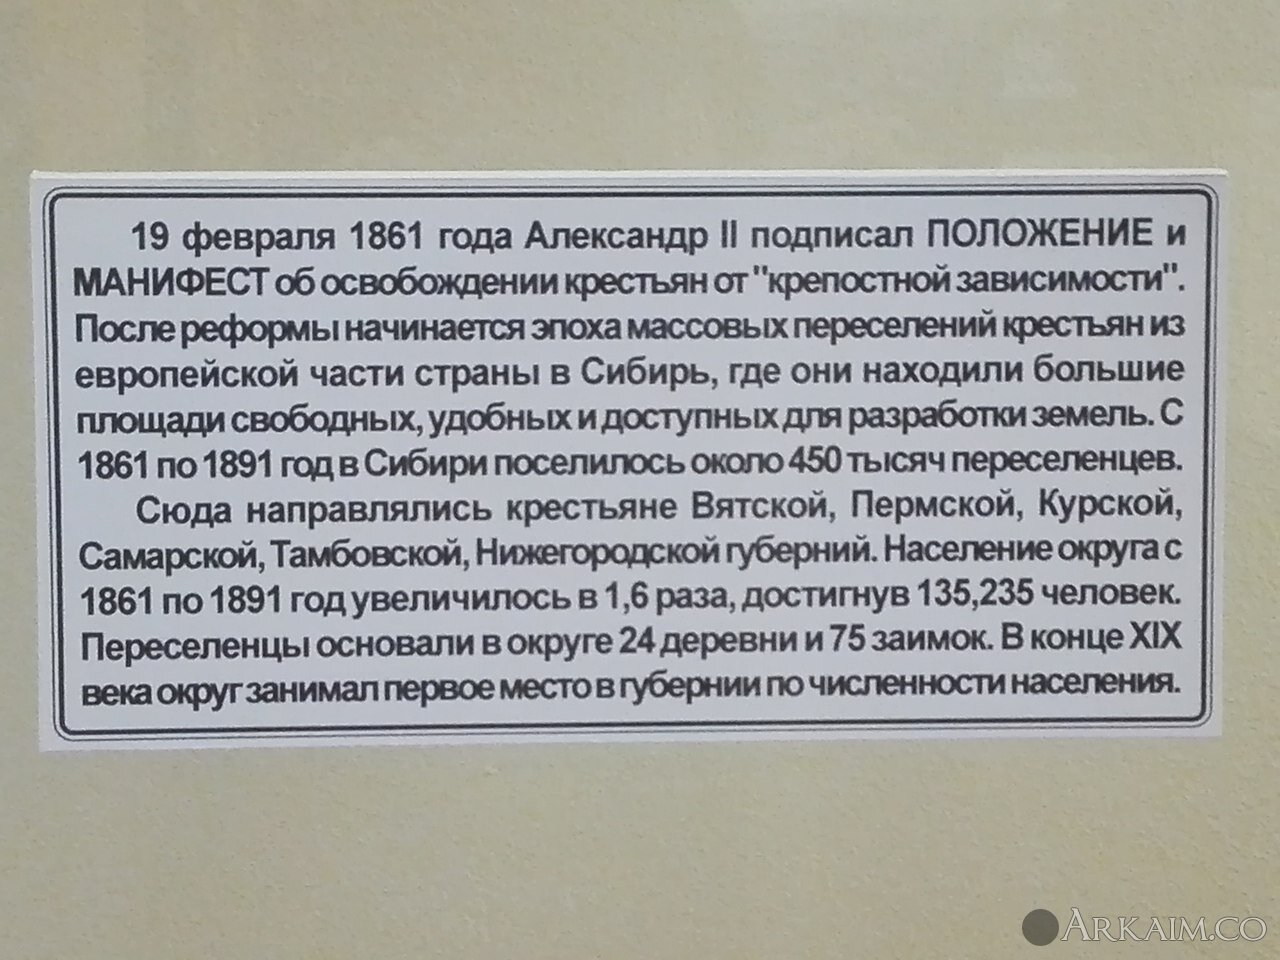 19 февраля 1861 года Александр II подписал ПОЛОЖЕНИЕ и
МАНИФЕСТ об освобождении крестьян от "крепостной зависимости".
После реформы начинается эпоха массовых переселений крестьян из
европейской части страны в Сибирь, где они находили большие
площади свободных, удобных и доступных для разработки земель. С
1861 по 1891 год в Сибири поселилось около 450 тысяч переселенцев.
Сюда направлялись крестьяне Вятской, Пермской, Курской,
Самарской, Тамбовской, Нижегородской губерний. Население округа с
1861 по 1891 год увеличилось в 1,6 раза, достигнув 135,235 человек.
Переселенцы основали в округе 24 деревни и 75 заимок. В конце XIX
века округ занимал первое место в губернии по численности населения.
ARKAIM.CO